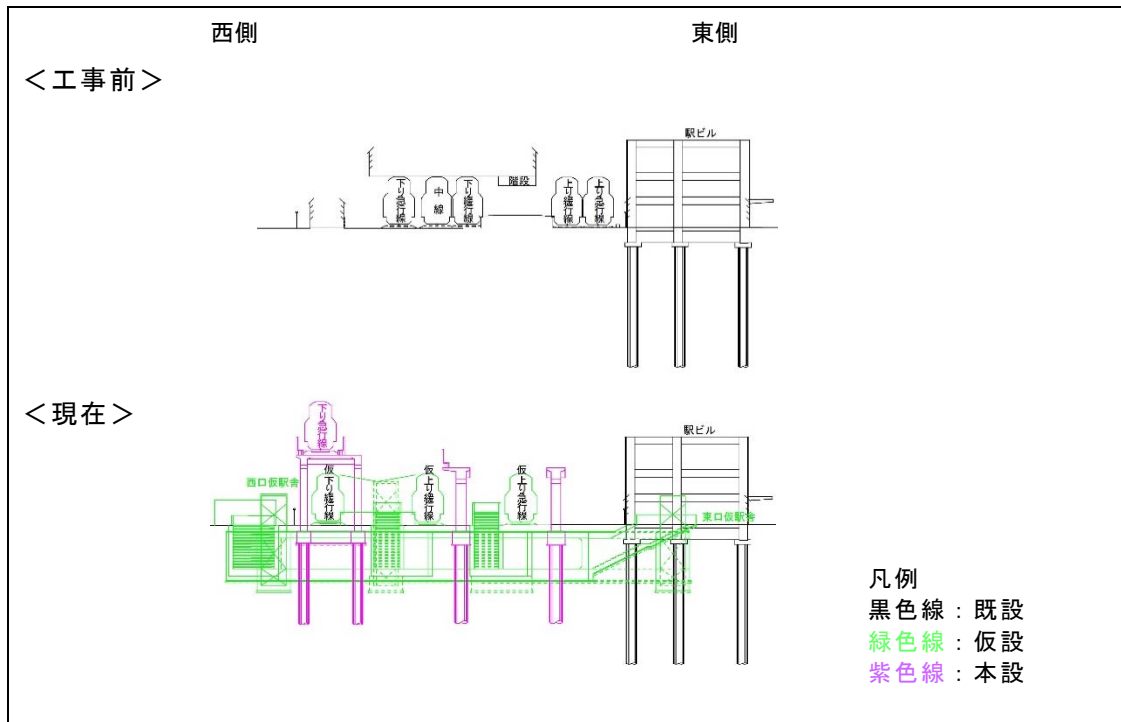 西側
東側
＜工事前＞
駅ビル
階段
下り急行線
中線
下り緩行線
上り緩行線
上り急行線
＜現在＞
下り急行線
駅ビル
西口仮駅舎
仮下り緩行線
仮上り緩行線
仮上り急行線
東口仮駅舎
凡例
黒色線：既設
緑色線：仮設
紫色線：本設